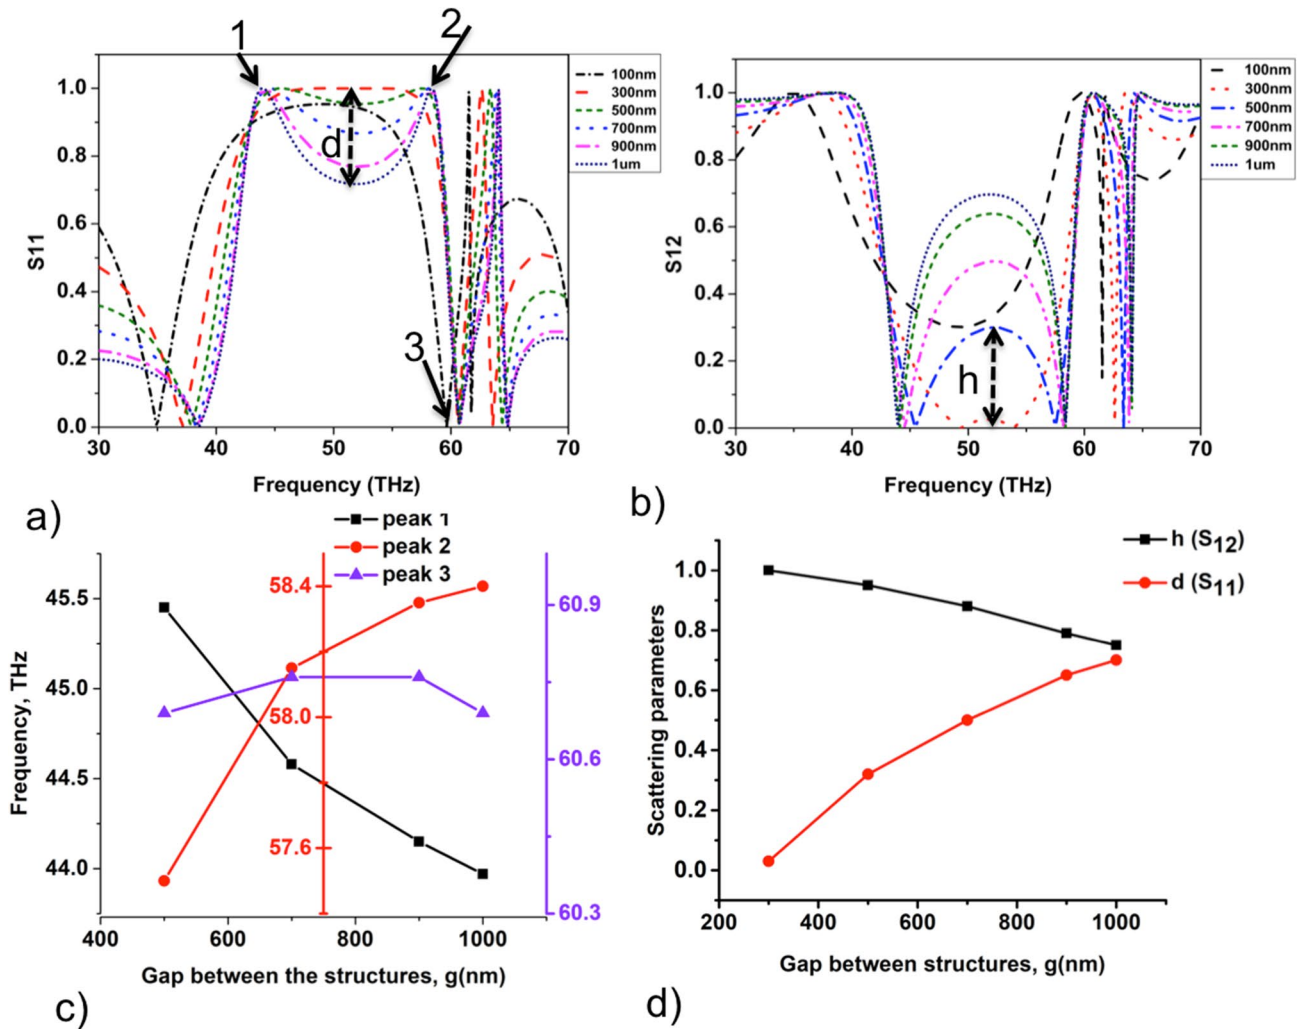 1
2
1.0
0.8
0.6
0.4
0.2
0.0
S11
d
3
100nm
300nm
500nm
700nm
900nm
1um
30
40
50
60
70
Frequency (THz)
a)
1.0
0.8
0.6
0.4
0.2
0.0
S12
h
100nm
300nm
500nm
700nm
900nm
1um
30
40
50
60
70
Frequency (THz)
b)
peak 1
peak 2
peak 3
45.5
45.0
44.5
44.0
Frequency, THz
58.4
58.0
57.6
60.9
60.6
60.3
400
600
800
1000
Gap between the structures, g(nm)
c)
h (S12)
d (S11)
1.0
0.8
0.6
0.4
0.2
0.0
Scattering parameters
200
400
600
800
1000
Gap between structures, g(nm)
d)